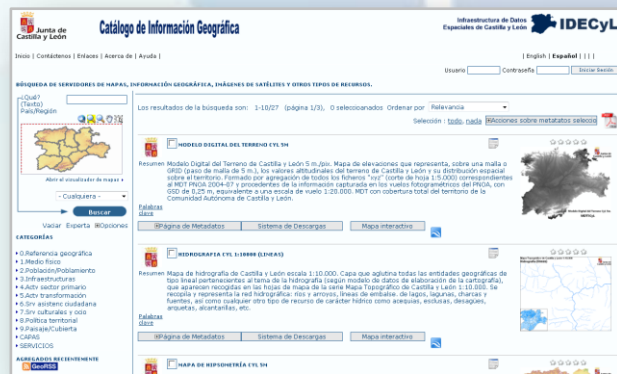 Junta de
Castilla y León
Catálogo de Información Geográfica
Infraestructura de Datos
Espaciales de Castilla y León
IDECyL
Inicio | Contáctenos | Enlaces | Acerca de | Ayuda |
| English | Español | | | |
Usuario
Contraseña
Iniciar Sesión
BÚSQUEDA DE SERVIDORES DE MAPAS, INFORMACIÓN GEOGRÁFICA, IMÁGENES DE SATÉLITES Y OTROS TIPOS DE RECURSOS.
¿Qué?
(Texto)
País/Región
Abrir el visualizador de mapas
- Cualquiera -
Buscar
Vaciar Experta Opciones
CATEGORÍAS
0.Referencia geográfica
1.Medio físico
2.Población/Poblamiento
3.Infraestructuras
4.Actv sector primario
5.Actv transformación
6.Srv asistenc ciudadana
7.Srv culturales y ocio
8.Política territorial
9.Paisaje/Cubierta
CAPAS
SERVICIOS
AGREGADOS RECIENTEMENTE
GeoRSS
Los resultados de la búsqueda son: 1-10/27 (página 1/3), 0 seleccionados Ordenar por Relevancia
Selección : todo, nada Acciones sobre metatatos seleccio
MODELO DIGITAL DEL TERRENO CYL 5M
Resumen Modelo Digital del Terreno de Castilla y León 5 m./pix. Mapa de elevaciones que representa, sobre una malla o
GRID (paso de malla de 5 m.), los valores altitudinales del terreno de Castilla y León y su distribución espacial
sobre el territorio. Formado por agregación de todos los ficheros "xyz" (corte de hoja 1:5.000) correspondientes
al MDT PNOA 2004-07 y procedentes de la información capturada en los vuelos fotogramétricos del PNOA, con
GSD de 0,25 m, equivalente a una escala de vuelo 1:20.000. MDT con cobertura total del territorio de la
Comunidad Autónoma de Castilla y León.
Palabras
clave
Página de Metadatos
Sistema de Descargas
Mapa interactivo
HIDROGRAFIA CYL 1:10000 (LINEAS)
Resumen Mapa de hidrografía de Castilla y León escala 1:10.000. Capa que aglutina todas las entidades geográficas de
tipo lineal pertenecientes al tema de la hidrografía (según modelo de datos de elaboración de la cartografía),
que aparecen recogidas en las hojas de mapa de la serie Mapa Topográfico de Castilla y León 1:10.000. Se
recopila y representa la red hidrográfica: ríos y arroyos, líneas de embalse, de lagos, lagunas, charcas y
fuentes, así como cualquier otro tipo de recurso de carácter hídrico como acequias, esclusas, desagües,
arquetas, alcantarillas, etc.
Palabras
clave
Página de Metadatos
Sistema de Descargas
Mapa interactivo
MAPA DE HIPSOMETRÍA CYL 5M